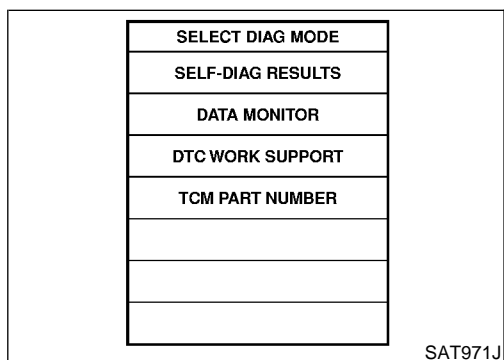 SELECT DIAG MODE
SELF-DIAG RESULTS
DATA MONITOR
DTC WORK SUPPORT
TCM PART NUMBER
SAT971J